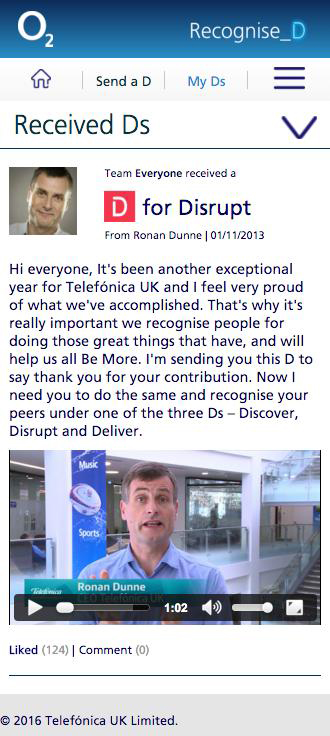 O2
Recognise_D
Send a D
My Ds
Received Ds
Team Everyone received a
D for Disrupt
From Ronan Dunne | 01/11/2013
Hi everyone, It's been another exceptional
year for Telefónica UK and I feel very proud
of what we've accomplished. That's why it's
really important we recognise people for
doing those great things that have, and will
help us all Be More. I'm sending you this D to
say thank you for your contribution. Now I
need you to do the same and recognise your
peers under one of the three Ds – Discover,
Disrupt and Deliver.
Music
Sports
Telefónica
Ronan Dunne
CEO Telefónica UK
1:02
Liked (124) | Comment (0)
© 2016 Telefónica UK Limited.